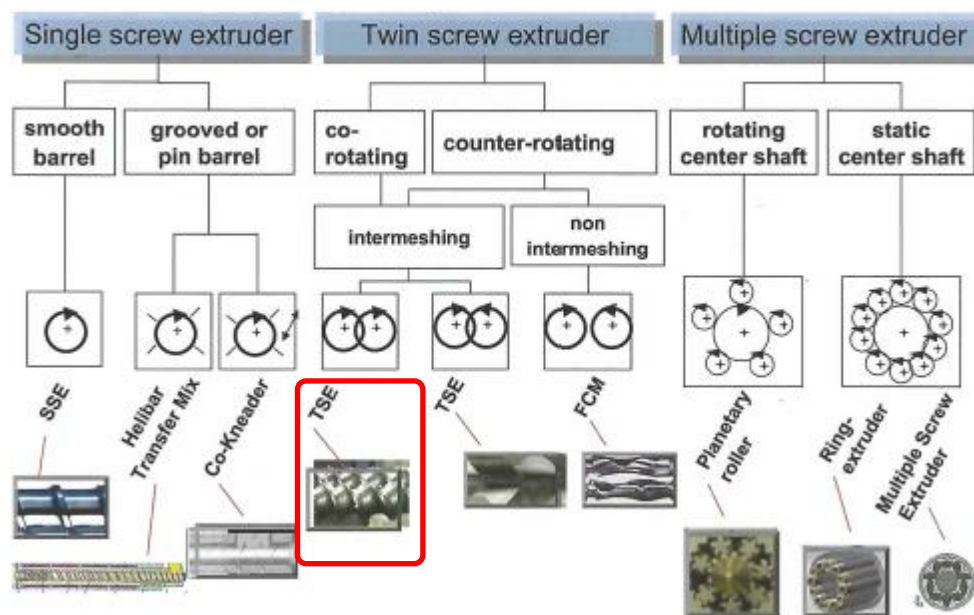 Single screw extruder
Twin screw extruder
Multiple screw extruder
smooth
barrel
grooved or
pin barrel
co-
rotating
counter-rotating
rotating
center shaft
static
center shaft
intermeshing
non
intermeshing
SSE
Helibar
Transfer Mix
Co-Kneader
TSE
TSE
FCM
Planetary
roller
Ring-
extruder
Multiple Screw
Extruder